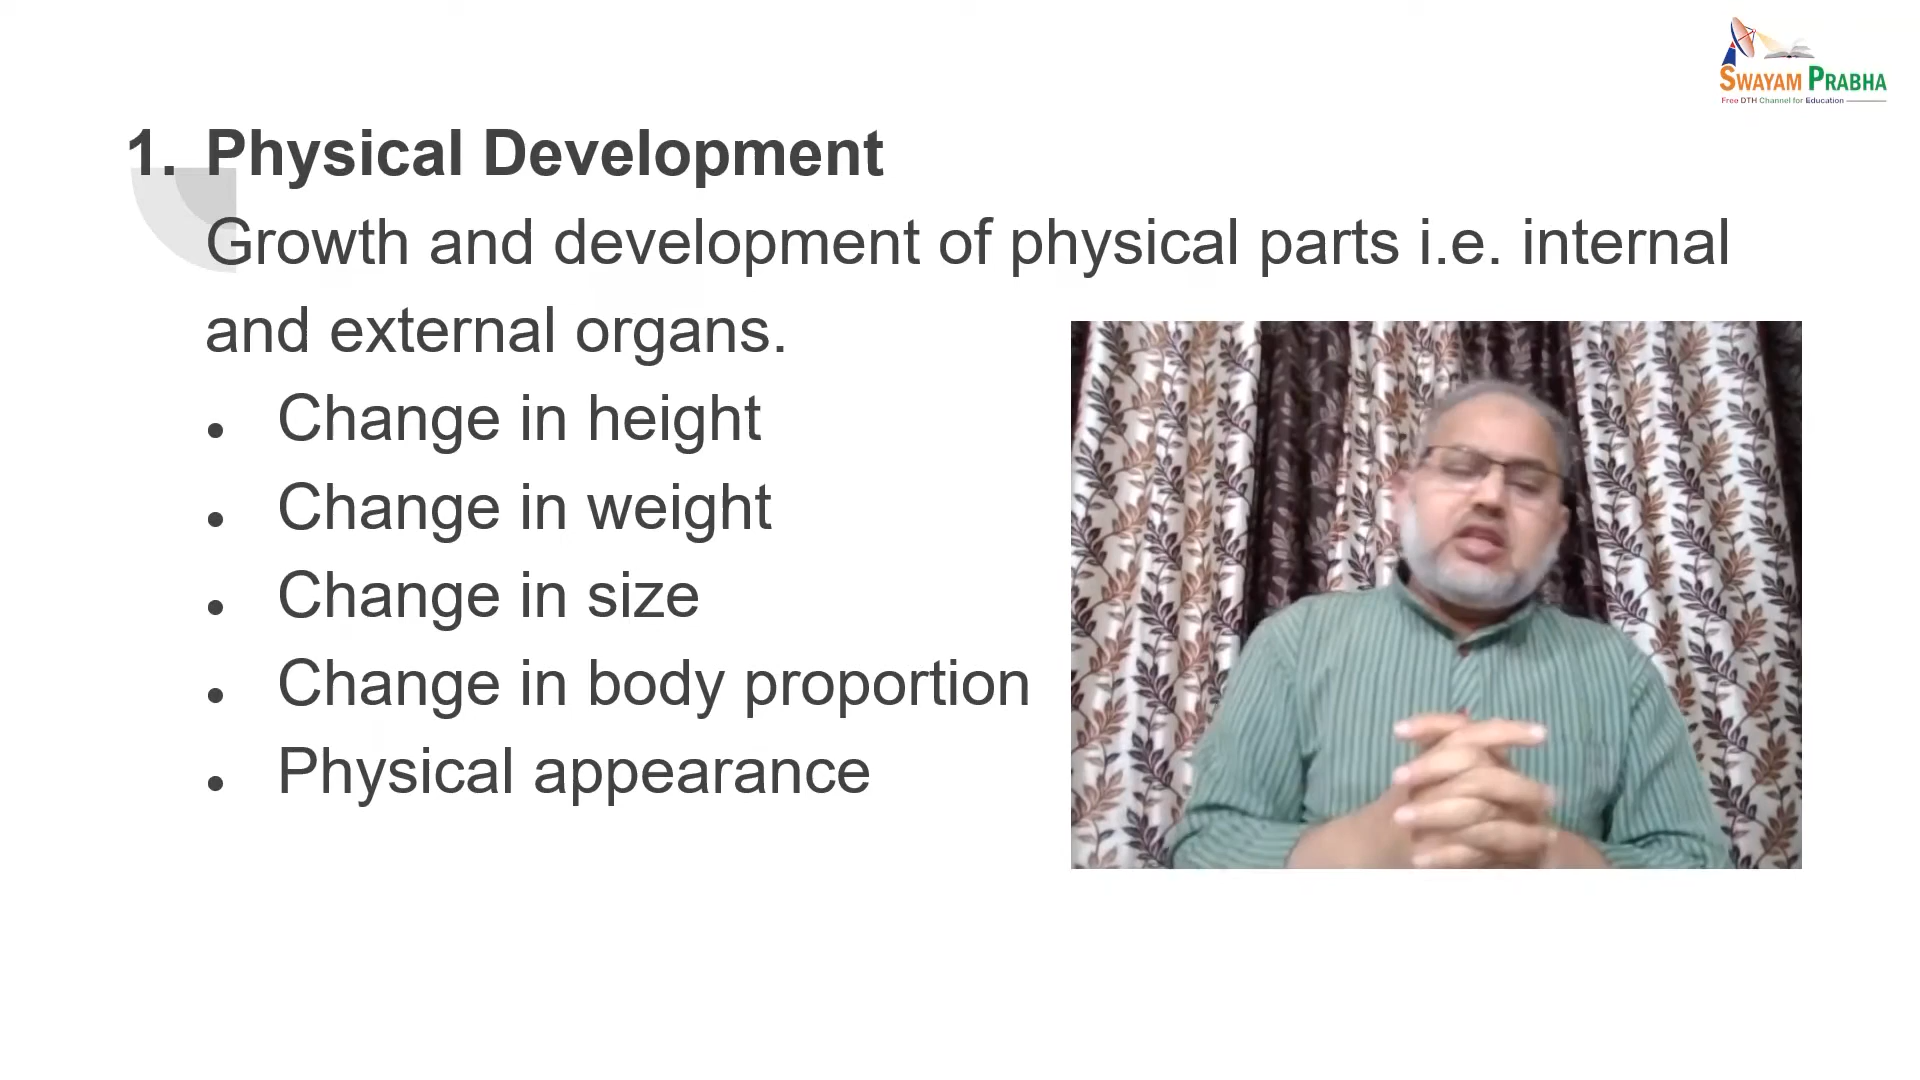 SWAYAM PRABHA
Free DTH Channel for Education
1. Physical Development
Growth and development of physical parts i.e. internal
and external organs.
• Change in height
• Change in weight
• Change in size
• Change in body proportion
• Physical appearance